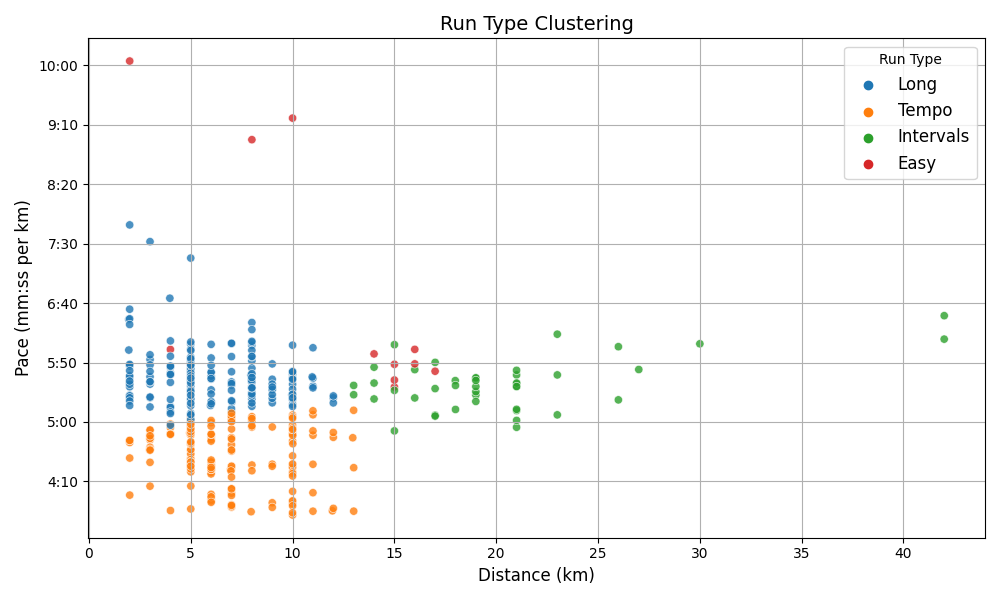 Run Type Clustering
Run Type
Long
Tempo
Intervals
Easy
Pace (mm:ss per km)
10:00
9:10
8:20
7:30
6:40
5:50
5:00
4:10
0 5 10 15 20 25 30 35 40
Distance (km)